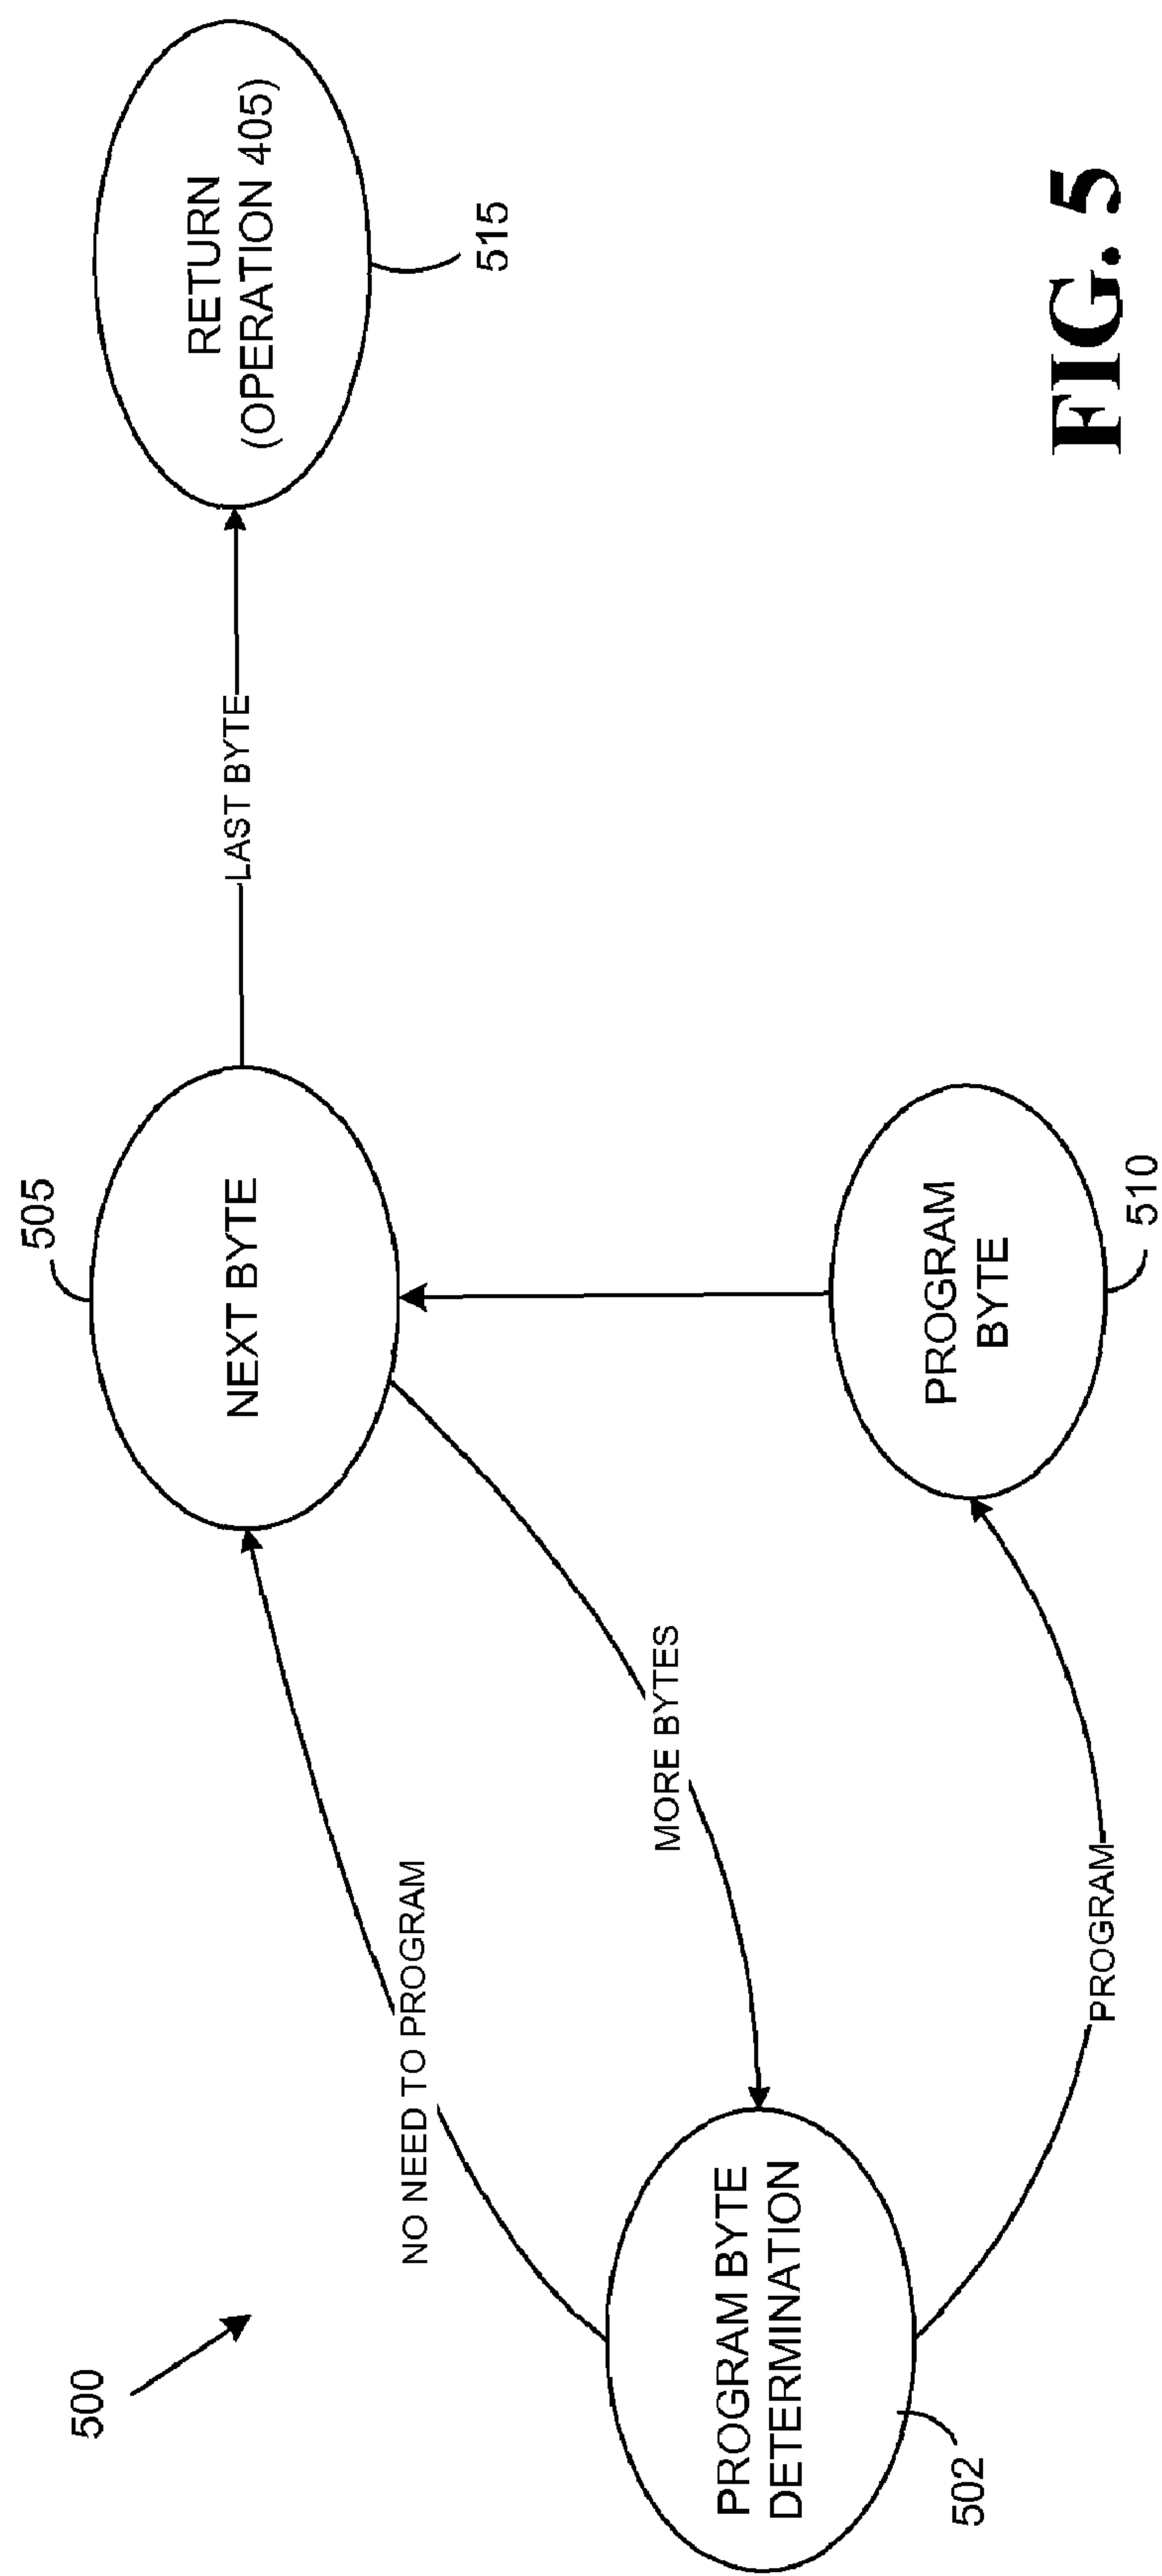 500
505
NEXT BYTE
LAST BYTE
RETURN
(OPERATION 405)
515
NO NEED TO PROGRAM
MORE BYTES
PROGRAM BYTE
DETERMINATION
502
PROGRAM
PROGRAM
BYTE
510
FIG. 5